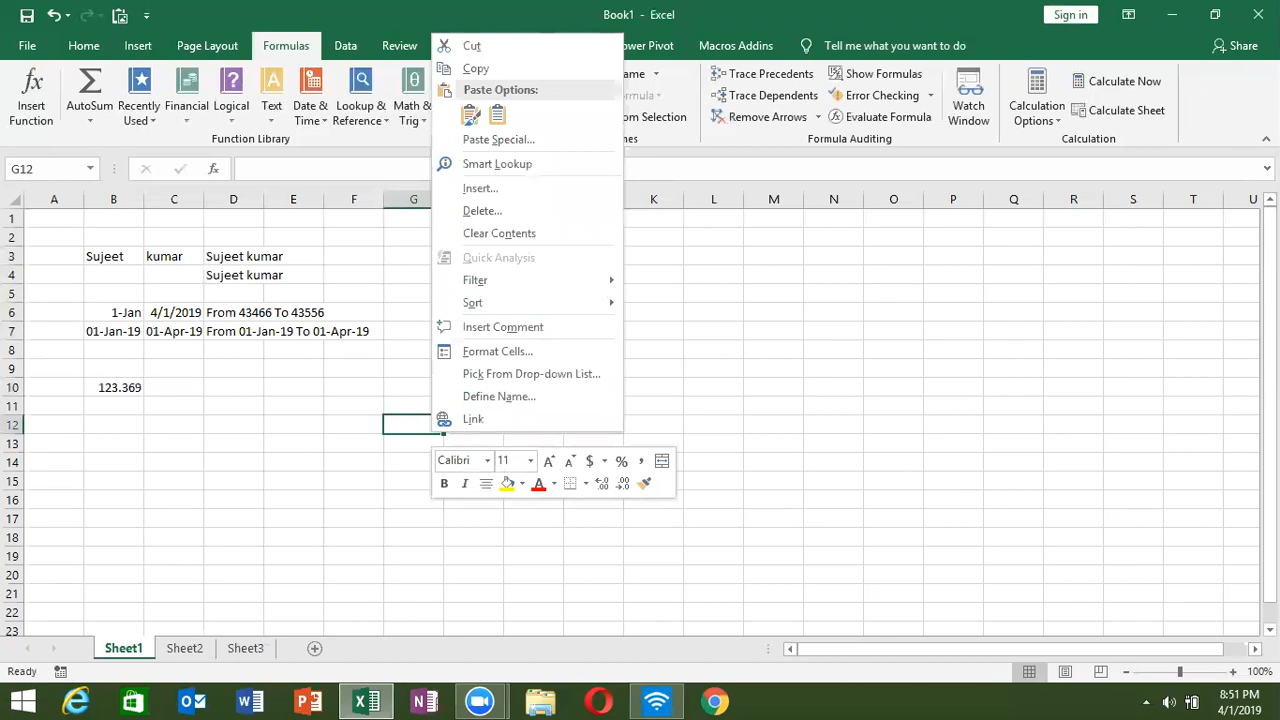 Book1 - Excel
Sign in
File Home Insert Page Layout Formulas Data Review Power Pivot Macros Addins Tell me what you want to do Share
Insert Function
AutoSum
Recently Used
Financial
Logical
Text
Date & Time
Lookup & Reference
Math & Trig
Function Library
Trace Precedents
Trace Dependents
Remove Arrows
Show Formulas
Error Checking
Evaluate Formula
Formula Auditing
Watch Window
Calculation Options
Calculate Now
Calculate Sheet
Calculation
Cut
Copy
Paste Options:
Paste Special...
Smart Lookup
Insert...
Delete...
Clear Contents
Quick Analysis
Filter
Sort
Insert Comment
Format Cells...
Pick From Drop-down List...
Define Name...
Link
Calibri 11 A A $ % ,
B I A .00 .00
G12 fx
A B C D E F G K L M N O P Q R S T U
1
2
3 Sujeet kumar Sujeet kumar
4 Sujeet kumar
5
6 1-Jan 4/1/2019 From 43466 To 43556
7 01-Jan-19 01-Apr-19 From 01-Jan-19 To 01-Apr-19
8
9
10 123.369
11
12
13
14
15
16
17
18
19
20
21
22
23
Sheet1 Sheet2 Sheet3
Ready 100%
8:51 PM
4/1/2019